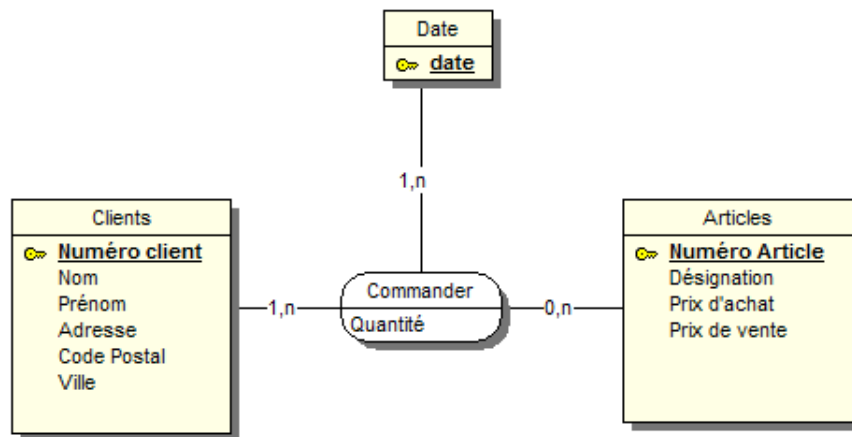 Date
date
1,n
Clients
Numéro client
Nom
Prénom
Adresse
Code Postal
Ville
1,n
Commander
Quantité
0,n
Articles
Numéro Article
Désignation
Prix d'achat
Prix de vente